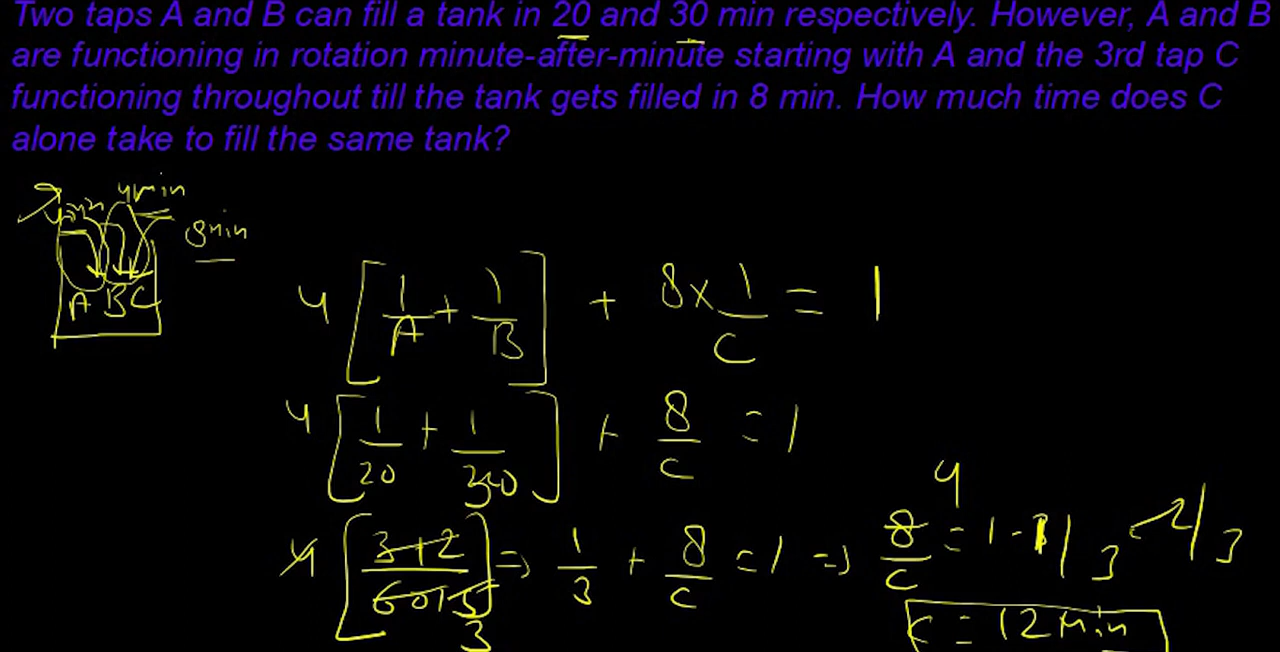 Two taps A and B can fill a tank in 20 and 30 min respectively. However, A and B
are functioning in rotation minute-after-minute starting with A and the 3rd tap C
functioning throughout till the tank gets filled in 8 min. How much time does C
alone take to fill the same tank?
4min
8min
A B C
4 [1/A + 1/B] + 8 x 1/C = 1
4 [1/20 + 1/30] + 8/C = 1
4 [3+2/60 15 3] => 1/3 + 8/C = 1 => 8/C = 1 - 1/3 2/3
4
C = 12 Min